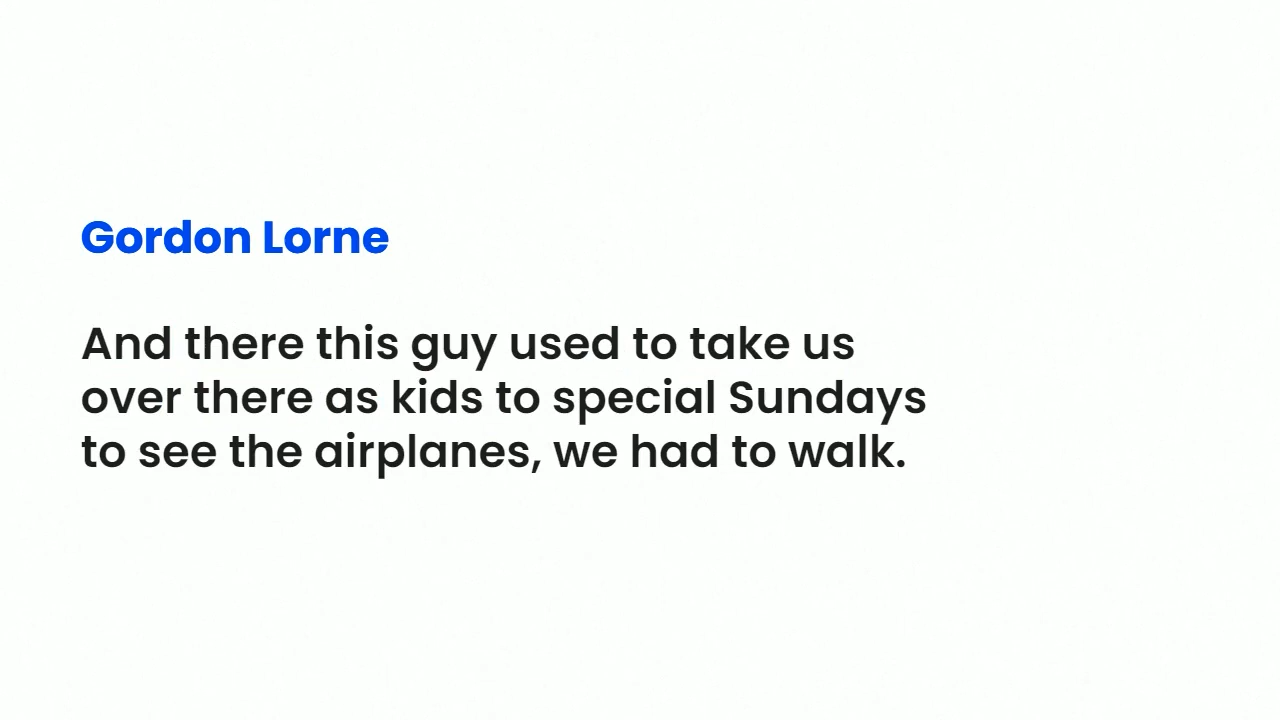 Gordon Lorne
And there this guy used to take us
over there as kids to special Sundays
to see the airplanes, we had to walk.